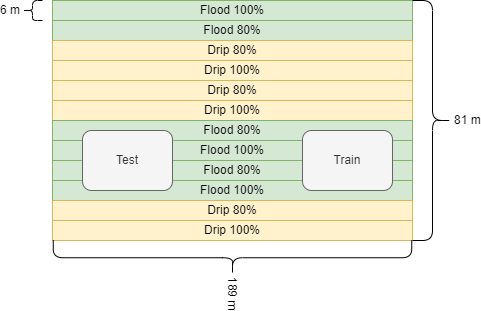 Flood 100%
6 m
Flood 80%
Drip 80%
Drip 100%
Drip 80%
Drip 100%
81 m
Flood 80%
Flood 100%
Test
Train
Flood 80%
Flood 100%
Drip 80%
Drip 100%
189 m